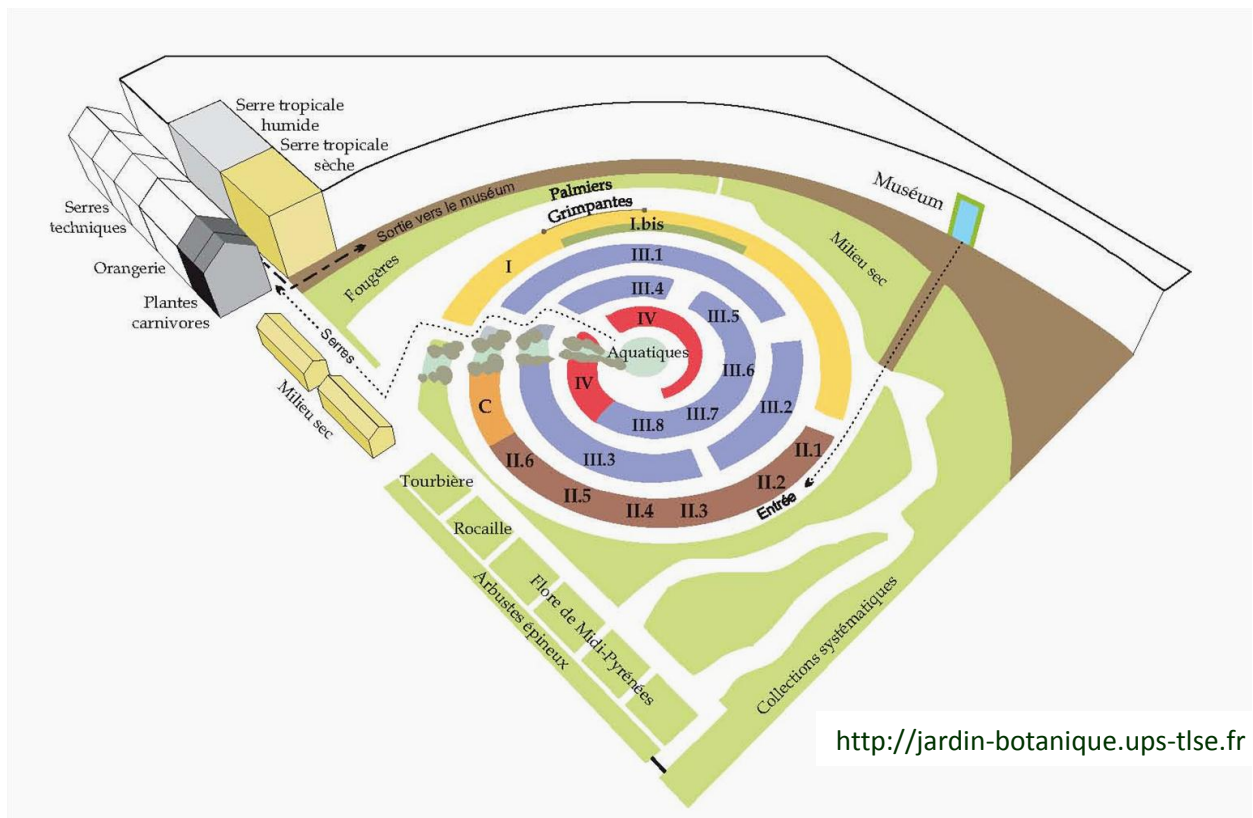 Serre tropicale
humide
Serre tropicale
sèche
Serres
techniques
Orangerie
Plantes
carnivores
Sortie vers le muséum
Palmiers
Grimpantes
Muséum
Fougères
Milieu sec
I
I.bis
III.1
III.4
III.5
IV
Aquatiques
III.6
Serres
Milieu sec
IV
C
III.2
III.7
III.8
III.3
II.1
II.6
II.2
II.5
II.4
II.3
Entrée
Tourbière
Rocaille
Flore de Midi-Pyrénées
Arbustes épineux
Collections systématiques
http://jardin-botanique.ups-tlse.fr